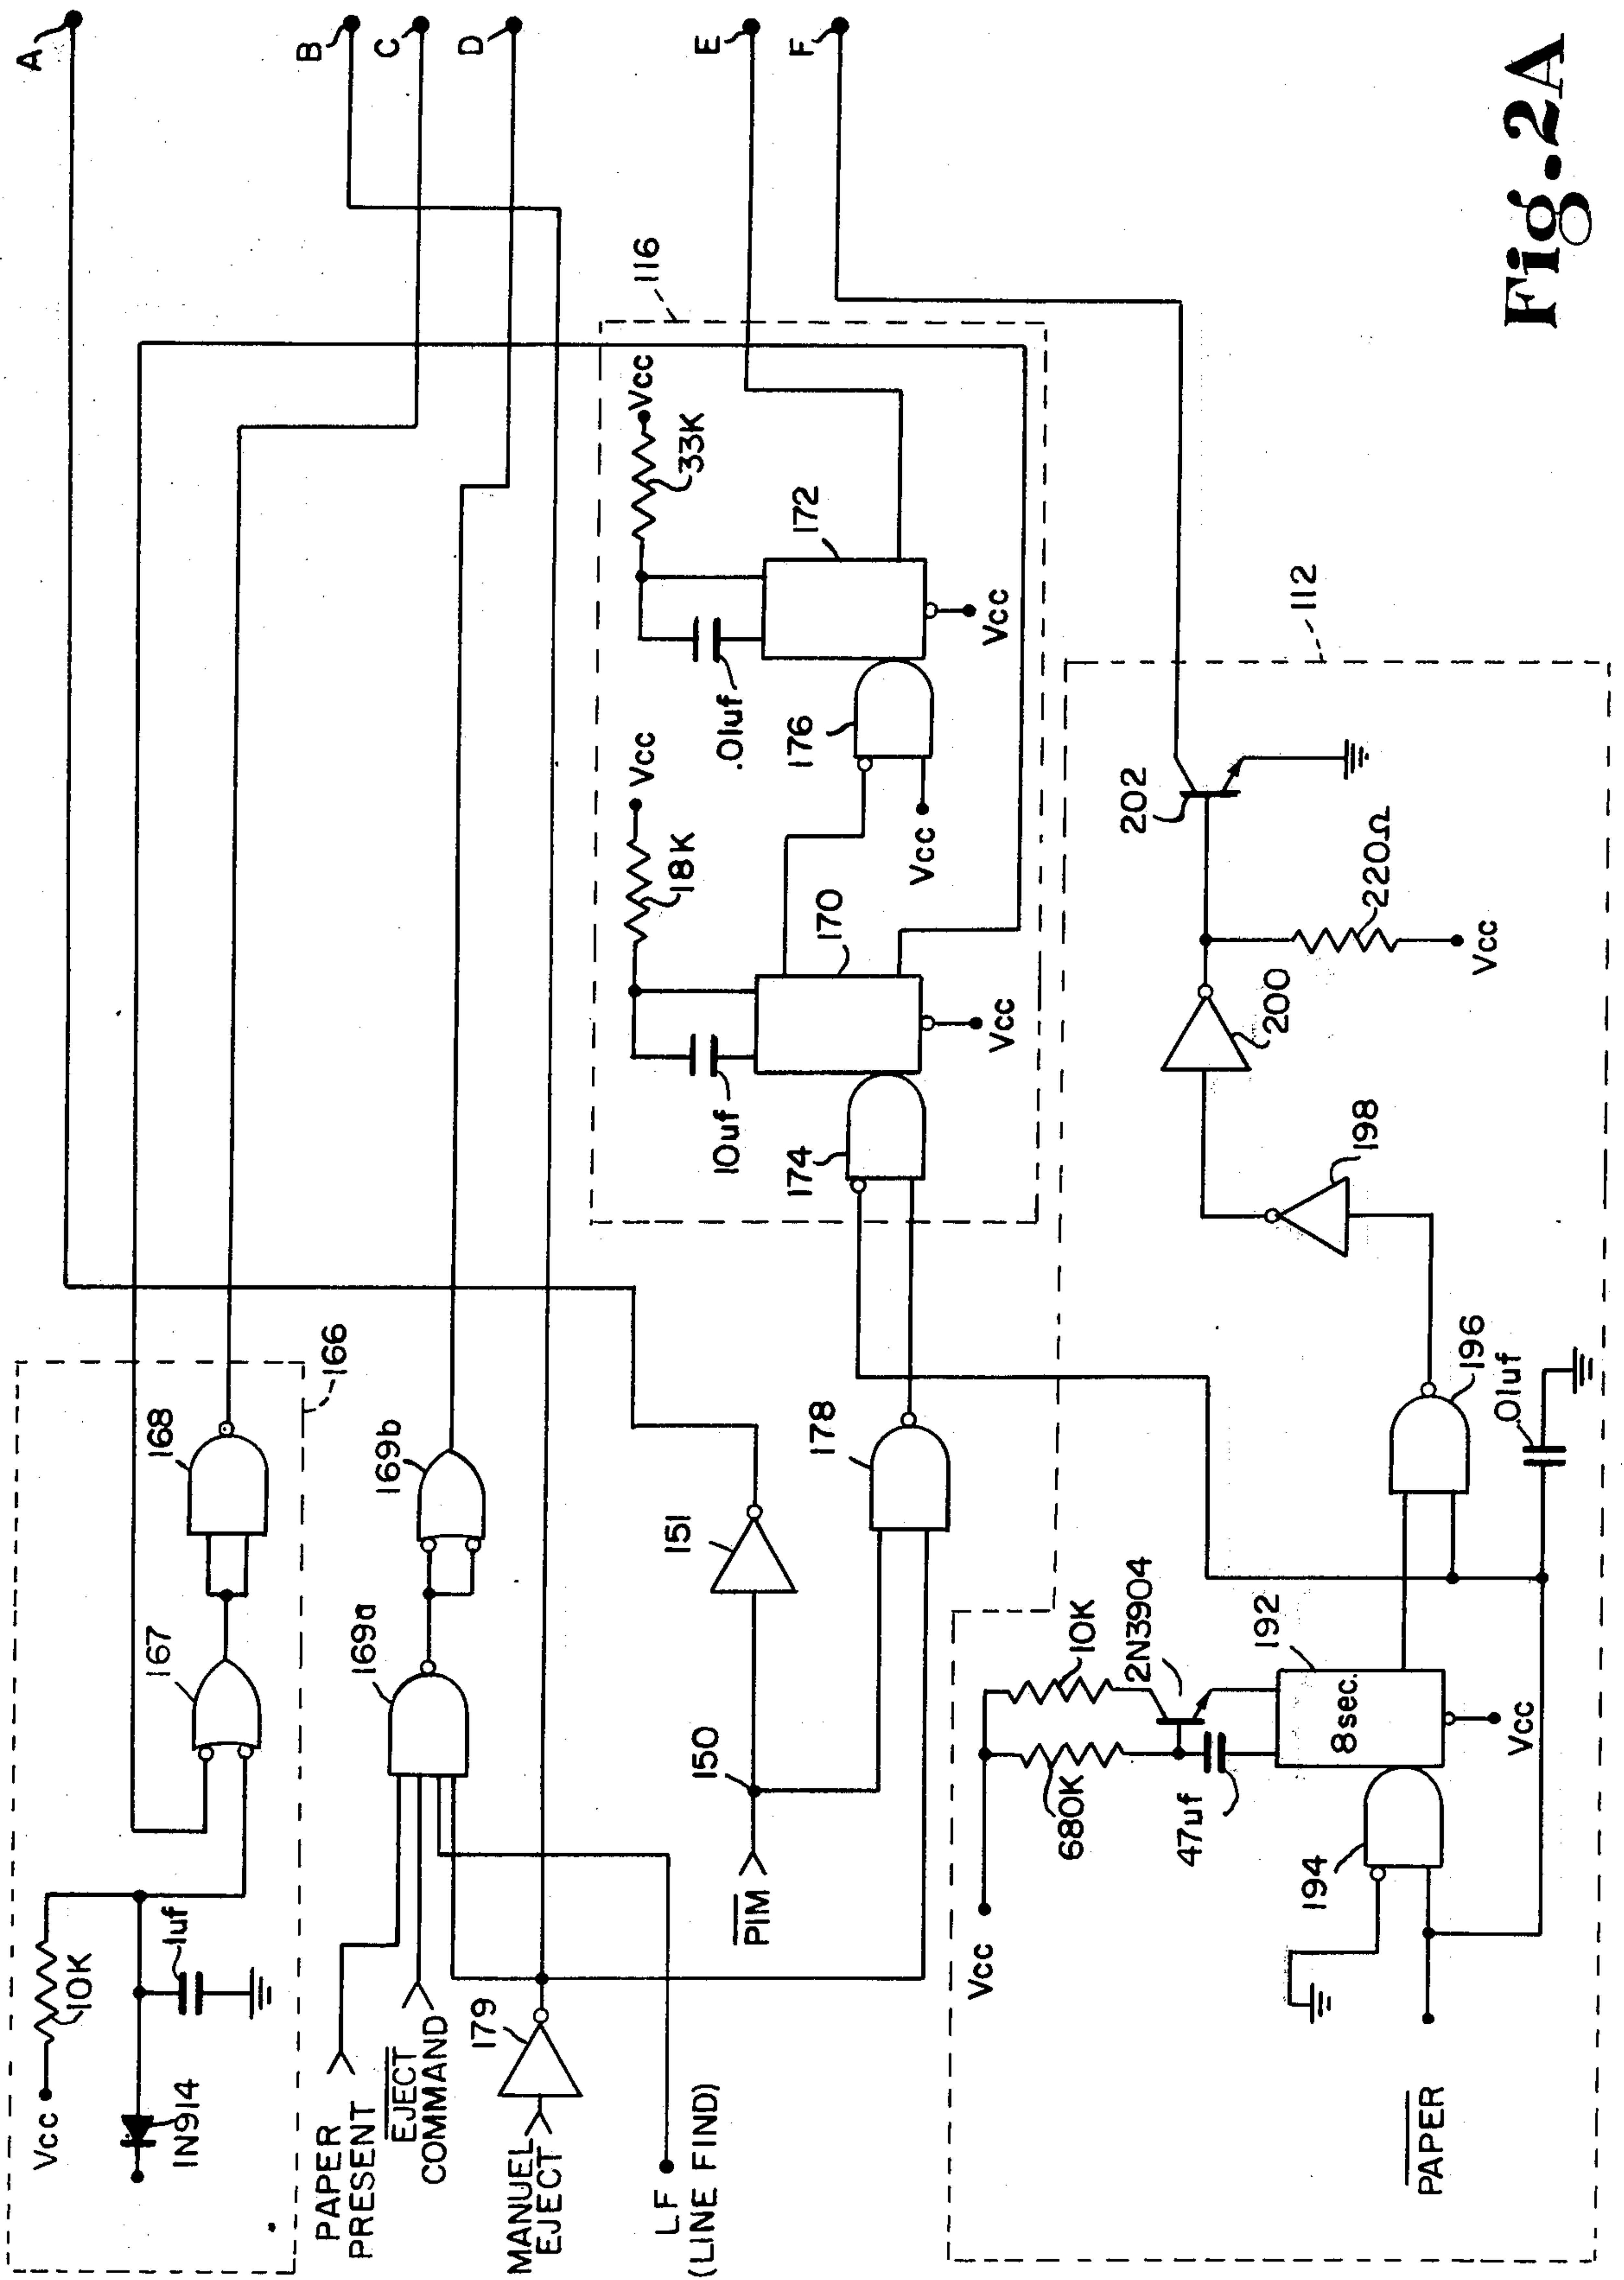 A
B
C
D
E
F
Fig-2A
116
112
166
168
167
Vcc
10K
1uf
1N914
169b
169a
PAPER
PRESENT
EJECT
COMMAND
179
MANUEL
EJECT
LF
(LINE FIND)
151
150
PIM
178
Vcc
33K
.01uf
172
176
Vcc
Vcc
Vcc
18K
10uf
170
174
Vcc
202
220Ω
Vcc
200
198
196
.01uf
10K
2N3904
680K
47uf
Vcc
192
8sec.
Vcc
194
PAPER